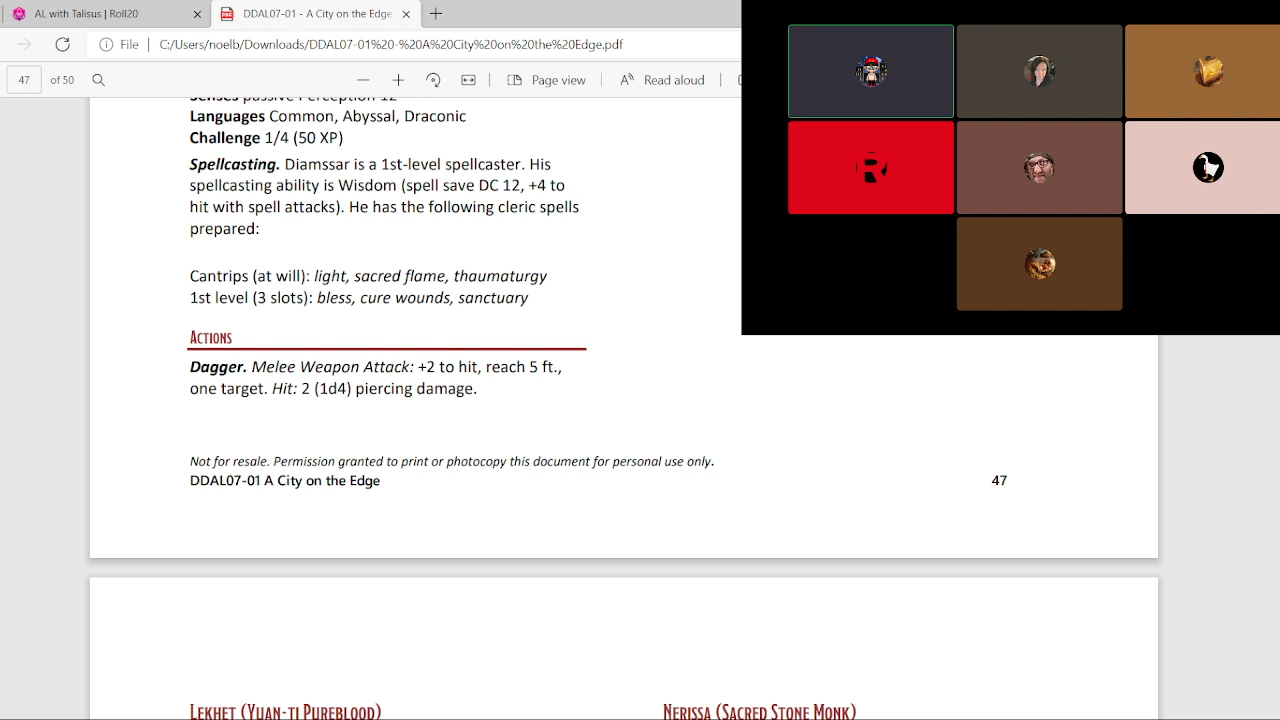 AL with Talisus | Roll20
DDAL07-01 - A City on the Edge.
File C:/Users/noelb/Downloads/DDAL07-01%20-%20A%20City%20on%20the%20Edge.pdf
47 of 50 Page view Read aloud
Senses passive Perception 12
Languages Common, Abyssal, Draconic
Challenge 1/4 (50 XP)
Spellcasting. Diamssar is a 1st-level spellcaster. His
spellcasting ability is Wisdom (spell save DC 12, +4 to
hit with spell attacks). He has the following cleric spells
prepared:
Cantrips (at will): light, sacred flame, thaumaturgy
1st level (3 slots): bless, cure wounds, sanctuary
Actions
Dagger. Melee Weapon Attack: +2 to hit, reach 5 ft.,
one target. Hit: 2 (1d4) piercing damage.
Not for resale. Permission granted to print or photocopy this document for personal use only.
DDAL07-01 A City on the Edge
47
Lekhet (Yuan-ti Pureblood)
Nerissa (Sacred Stone Monk)
R